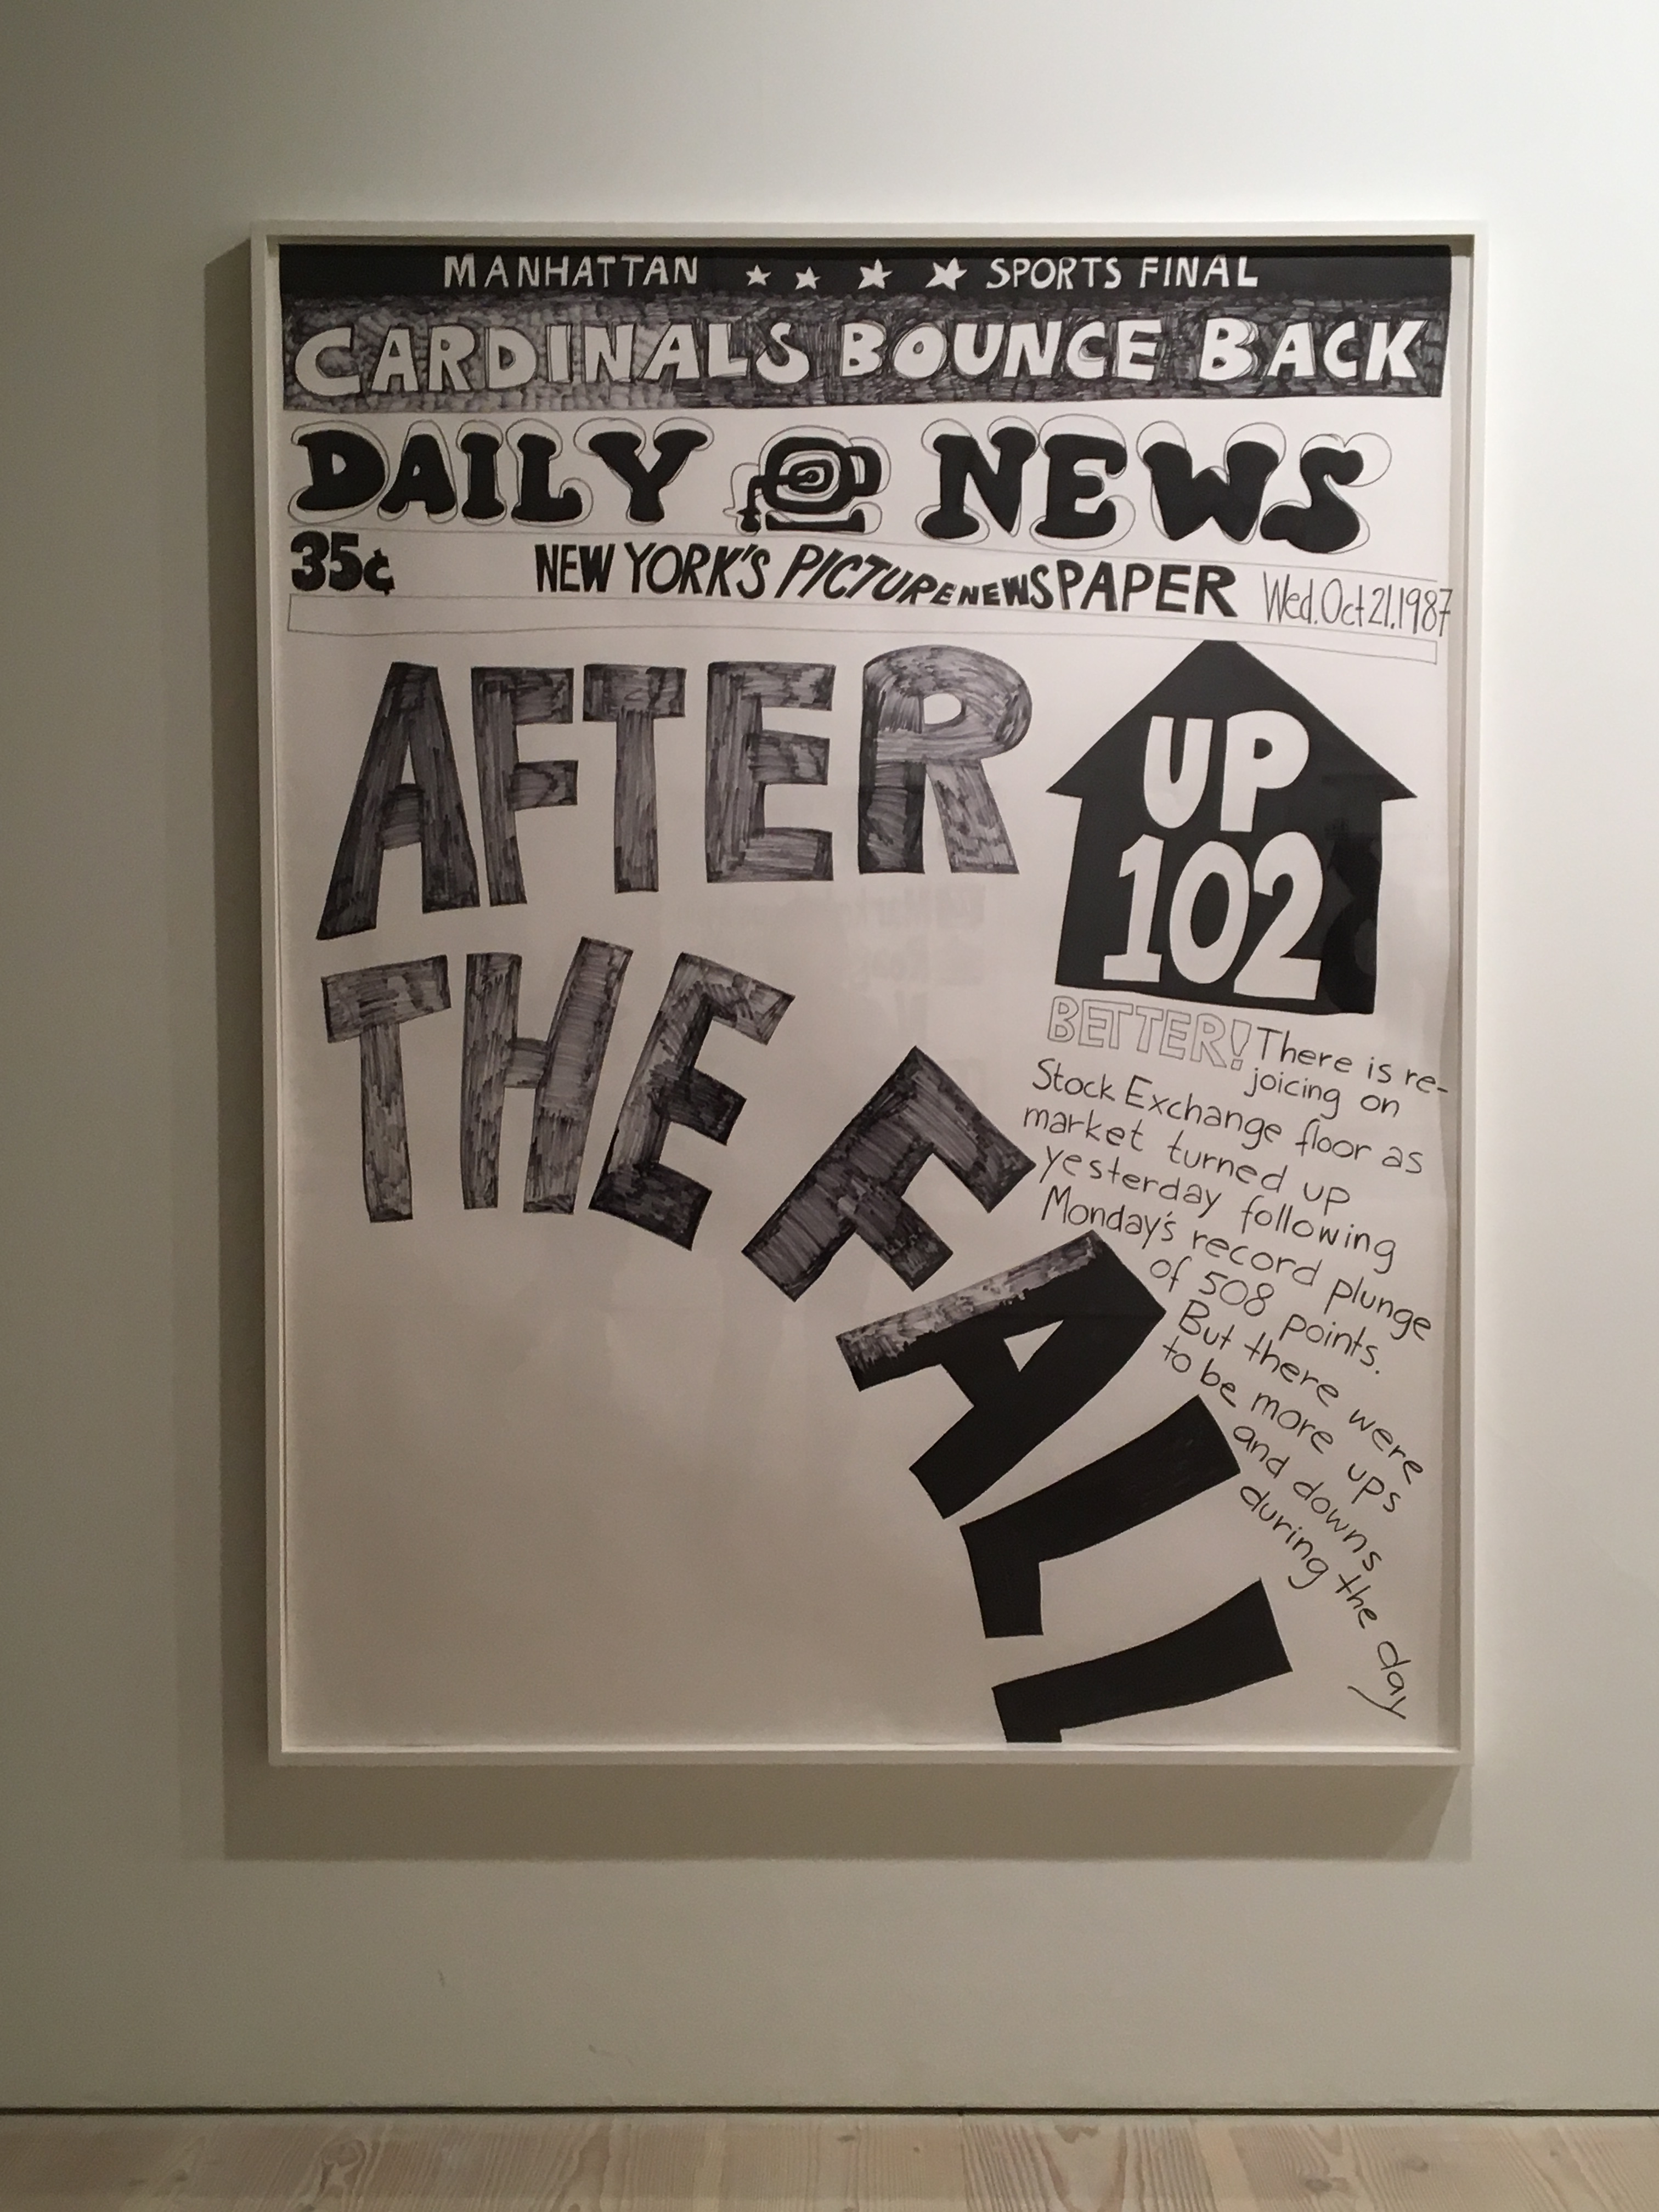 MANHATTAN ★ ★ ★ ★ SPORTS FINAL
CARDINALS BOUNCE BACK
DAILY NEWS
35¢ NEW YORK'S PICTURE NEWSPAPER Wed. Oct 21. 1987
AFTER
THE
FALL
UP
102
BETTER! There is re-
joicing on
Stock Exchange floor as
market turned up
yesterday following
Monday's record plunge
of 508 points.
But there were
to be more ups
and downs
during the day